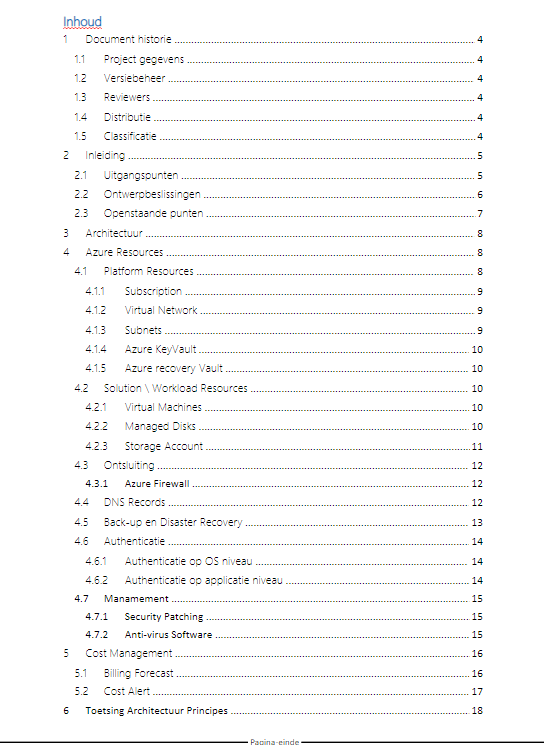 Inhoud
1 Document historie 4
1.1 Project gegevens 4
1.2 Versiebeheer 4
1.3 Reviewers 4
1.4 Distributie 4
1.5 Classificatie 4
2 Inleiding 5
2.1 Uitgangspunten 5
2.2 Ontwerpbeslissingen 6
2.3 Openstaande punten 7
3 Architectuur 8
4 Azure Resources 8
4.1 Platform Resources 8
4.1.1 Subscription 9
4.1.2 Virtual Network 9
4.1.3 Subnets 9
4.1.4 Azure KeyVault 10
4.1.5 Azure recovery Vault 10
4.2 Solution \ Workload Resources 10
4.2.1 Virtual Machines 10
4.2.2 Managed Disks 10
4.2.3 Storage Account 11
4.3 Ontsluiting 12
4.3.1 Azure Firewall 12
4.4 DNS Records 12
4.5 Back-up en Disaster Recovery 13
4.6 Authenticatie 14
4.6.1 Authenticatie op OS niveau 14
4.6.2 Authenticatie op applicatie niveau 14
4.7 Manamement 15
4.7.1 Security Patching 15
4.7.2 Anti-virus Software 15
5 Cost Management 16
5.1 Billing Forecast 16
5.2 Cost Alert 17
6 Toetsing Architectuur Principes 18
Pagina-einde